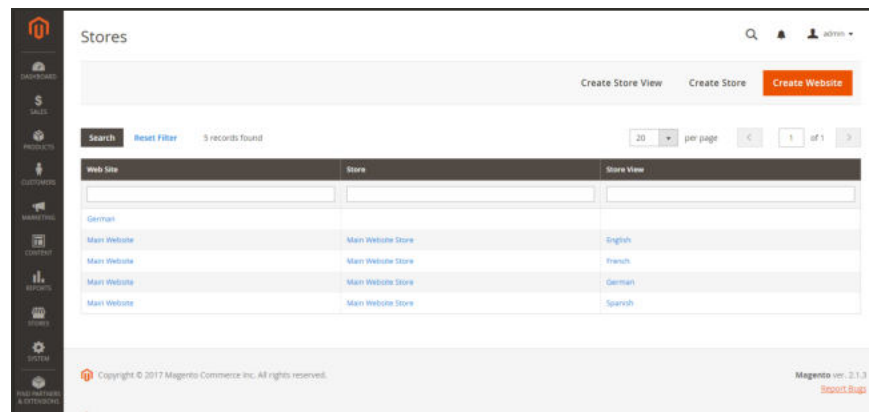 Stores
admin
DASHBOARD
SALES
PRODUCTS
CUSTOMERS
MARKETING
CONTENT
REPORTS
STORES
SYSTEM
FIND PARTNERS
& EXTENSIONS
Create Store View Create Store Create Website
Search Reset Filter 5 records found 20 per page 1 of 1
Web Site Store Store View
German
Main Website Main Website Store English
Main Website Main Website Store French
Main Website Main Website Store German
Main Website Main Website Store Spanish
Copyright © 2017 Magento Commerce Inc. All rights reserved. Magento ver. 2.1.3
Report Bugs